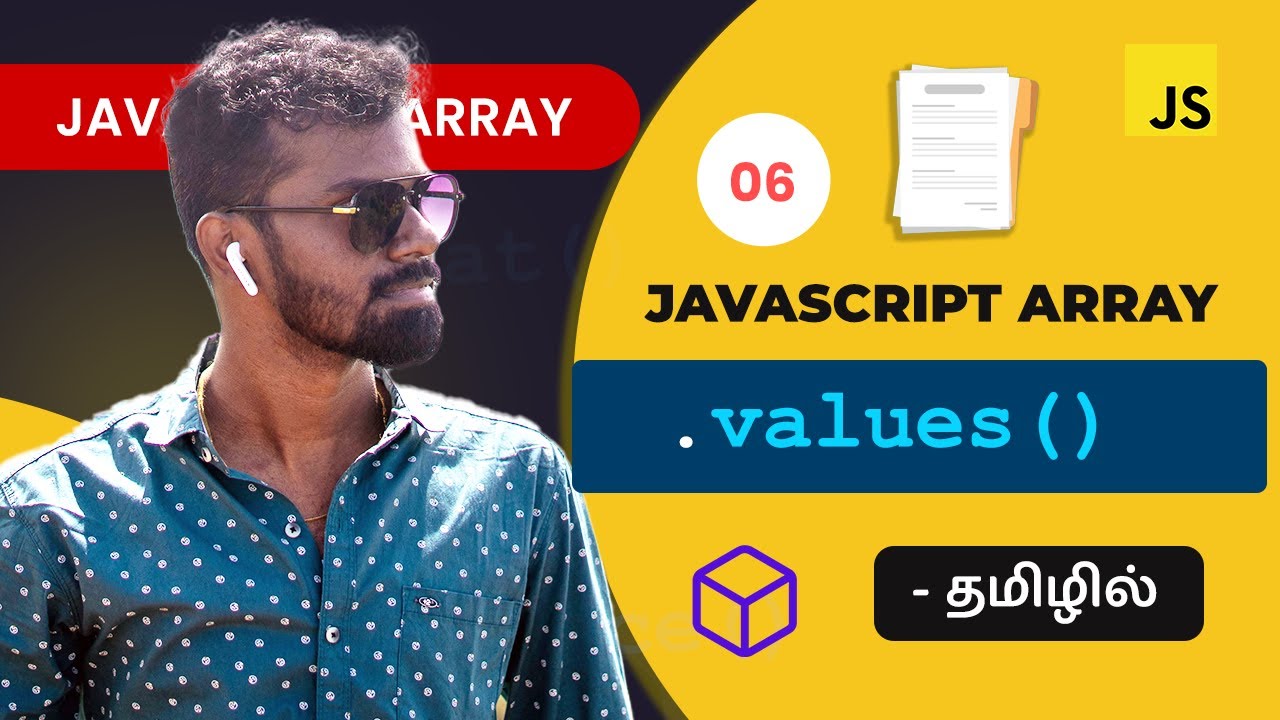 JAV ARRAY
JS
06
JAVASCRIPT ARRAY
.values()
- தமிழில்